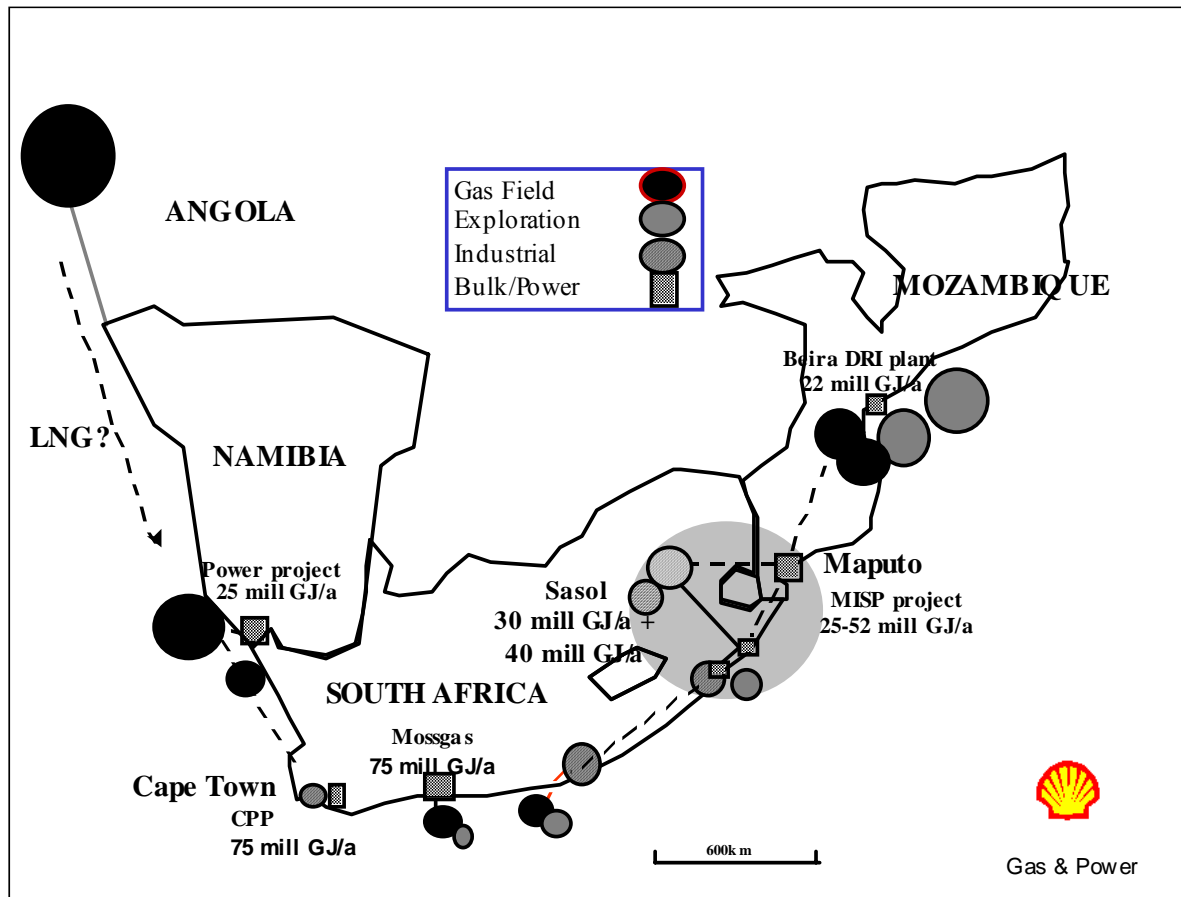 ANGOLA
Gas Field
Exploration
Industrial
Bulk/Power
MOZAMBIQUE
Beira DRI plant
22 mill GJ/a
LNG?
NAMIBIA
Power project
25 mill GJ/a
Sasol
30 mill GJ/a +
40 mill GJ/a
Maputo
MISP project
25-52 mill GJ/a
SOUTH AFRICA
Mossgas
75 mill GJ/a
Cape Town
CPP
75 mill GJ/a
600km
Gas & Power